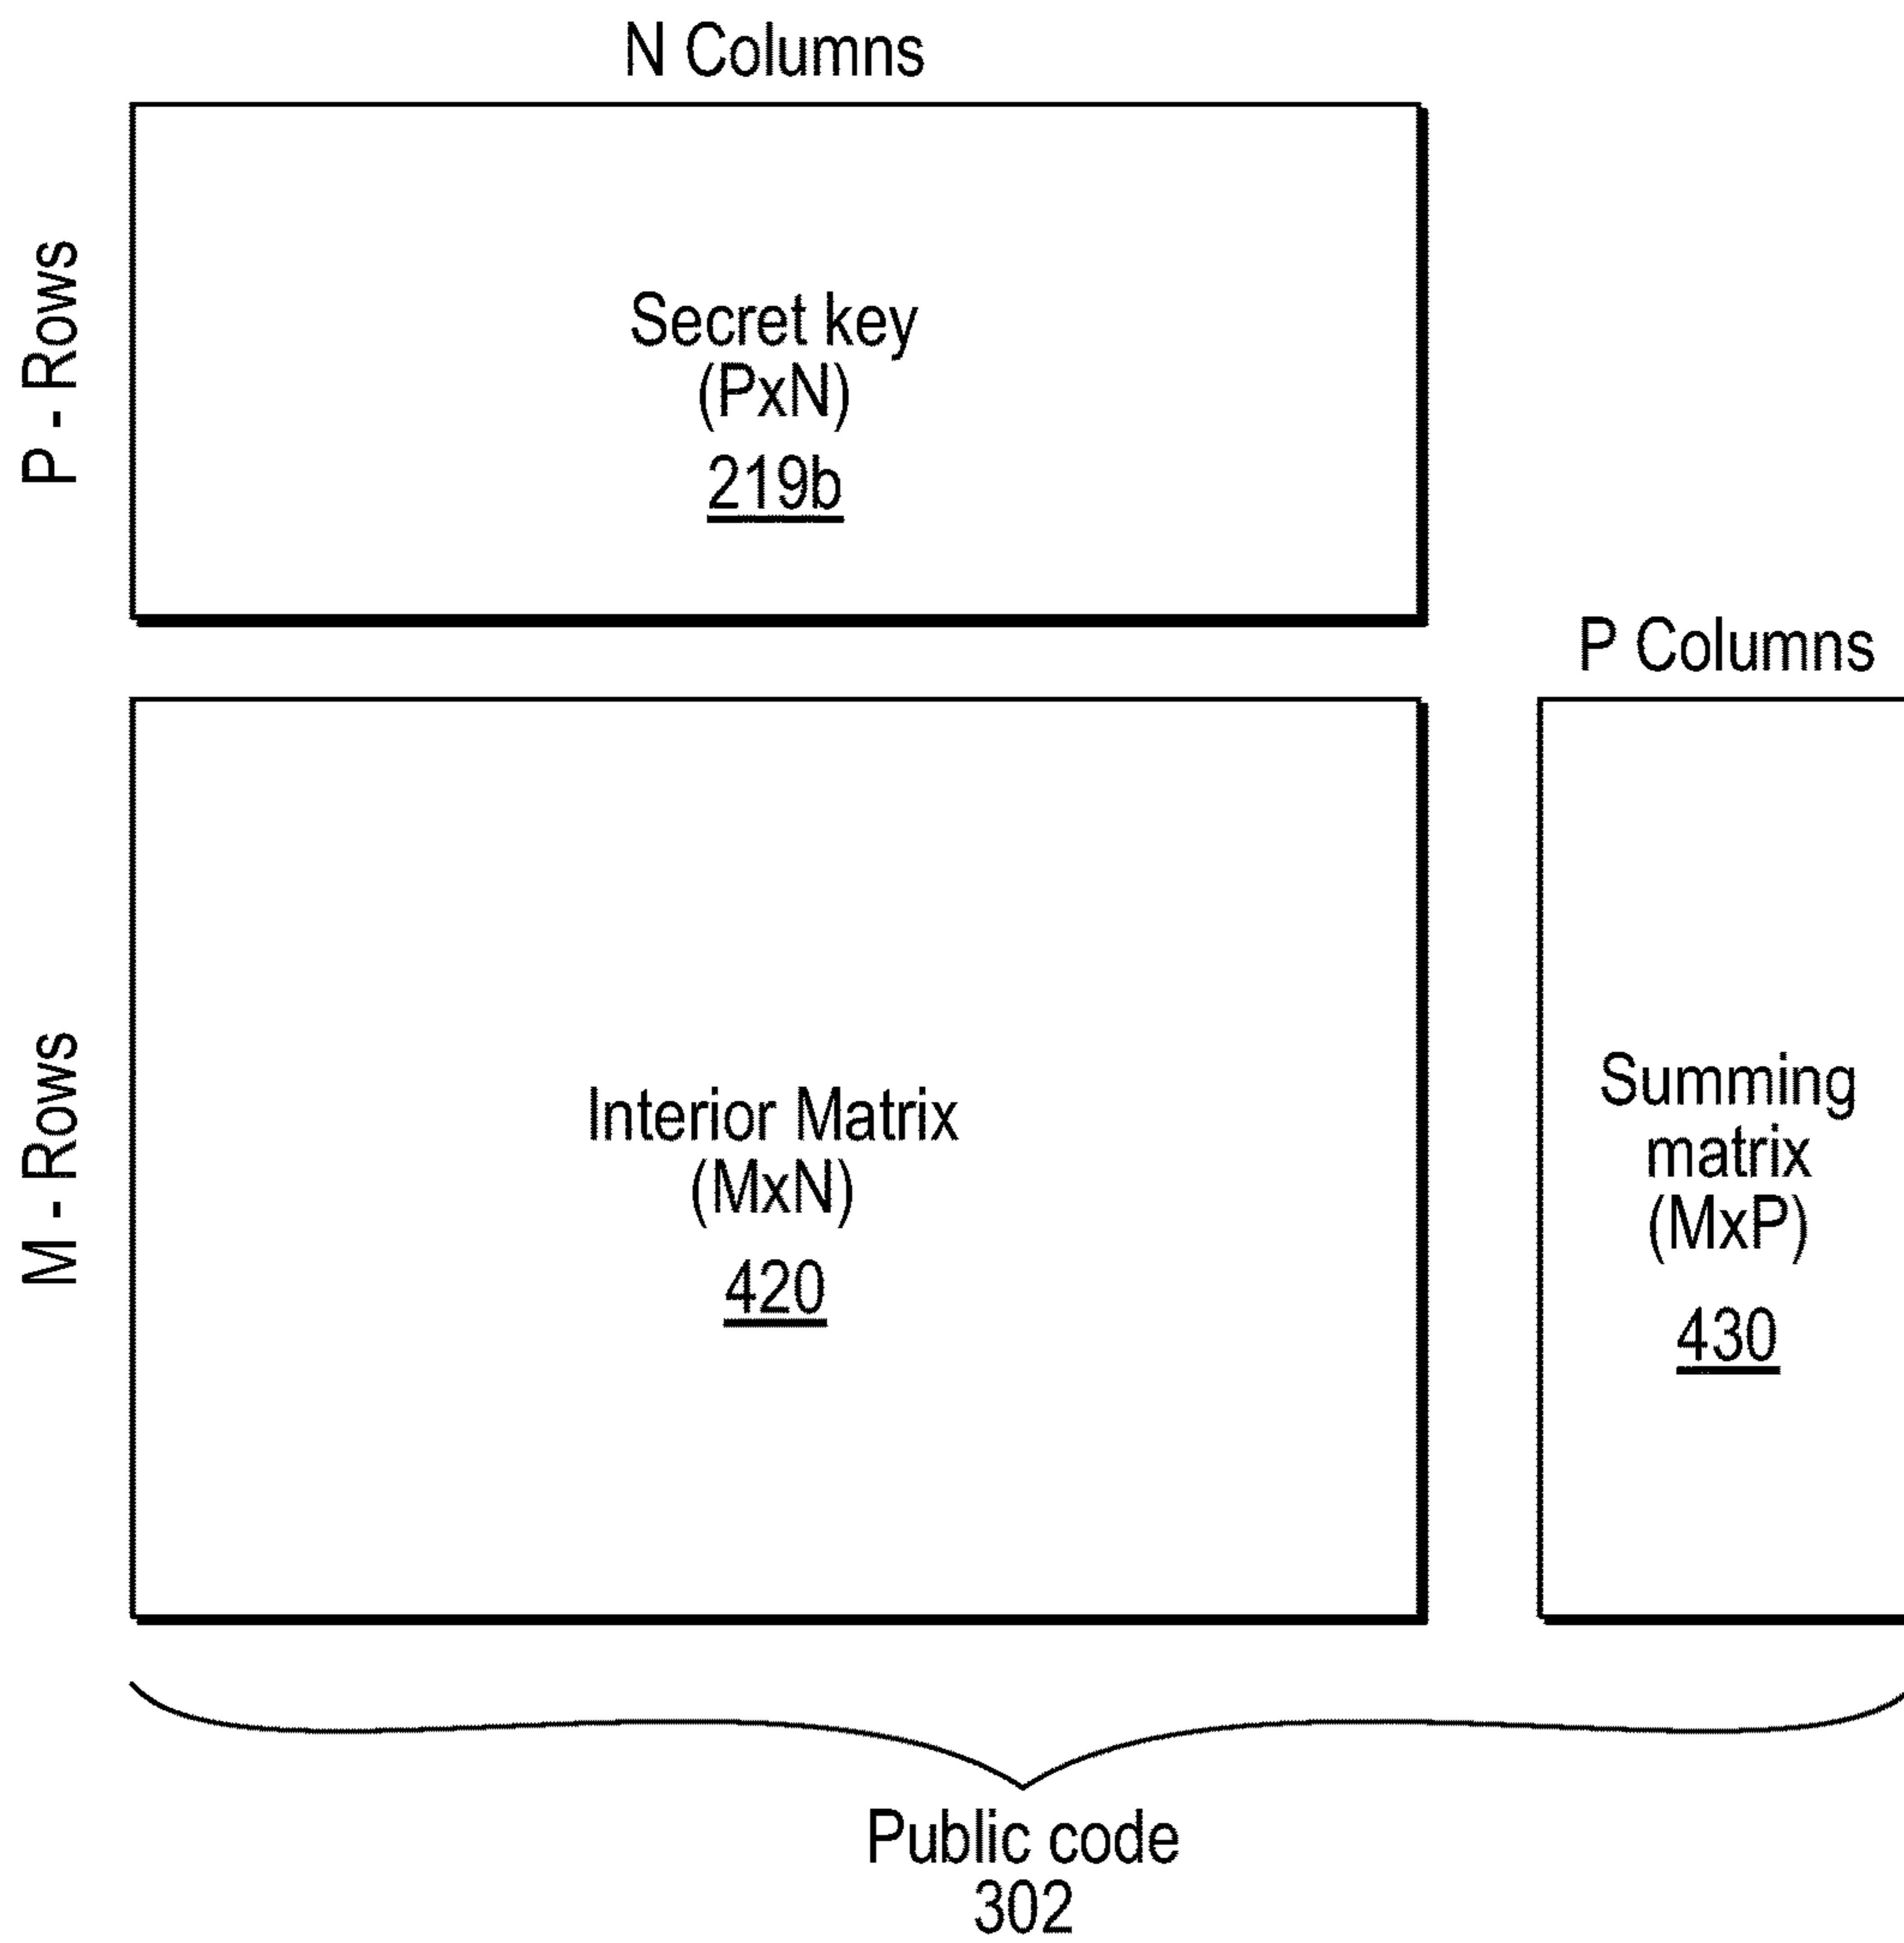 N Columns
P - Rows
Secret key
(PxN)
219b
P Columns
M - Rows
Interior Matrix
(MxN)
420
Summing
matrix
(MxP)
430
Public code
302